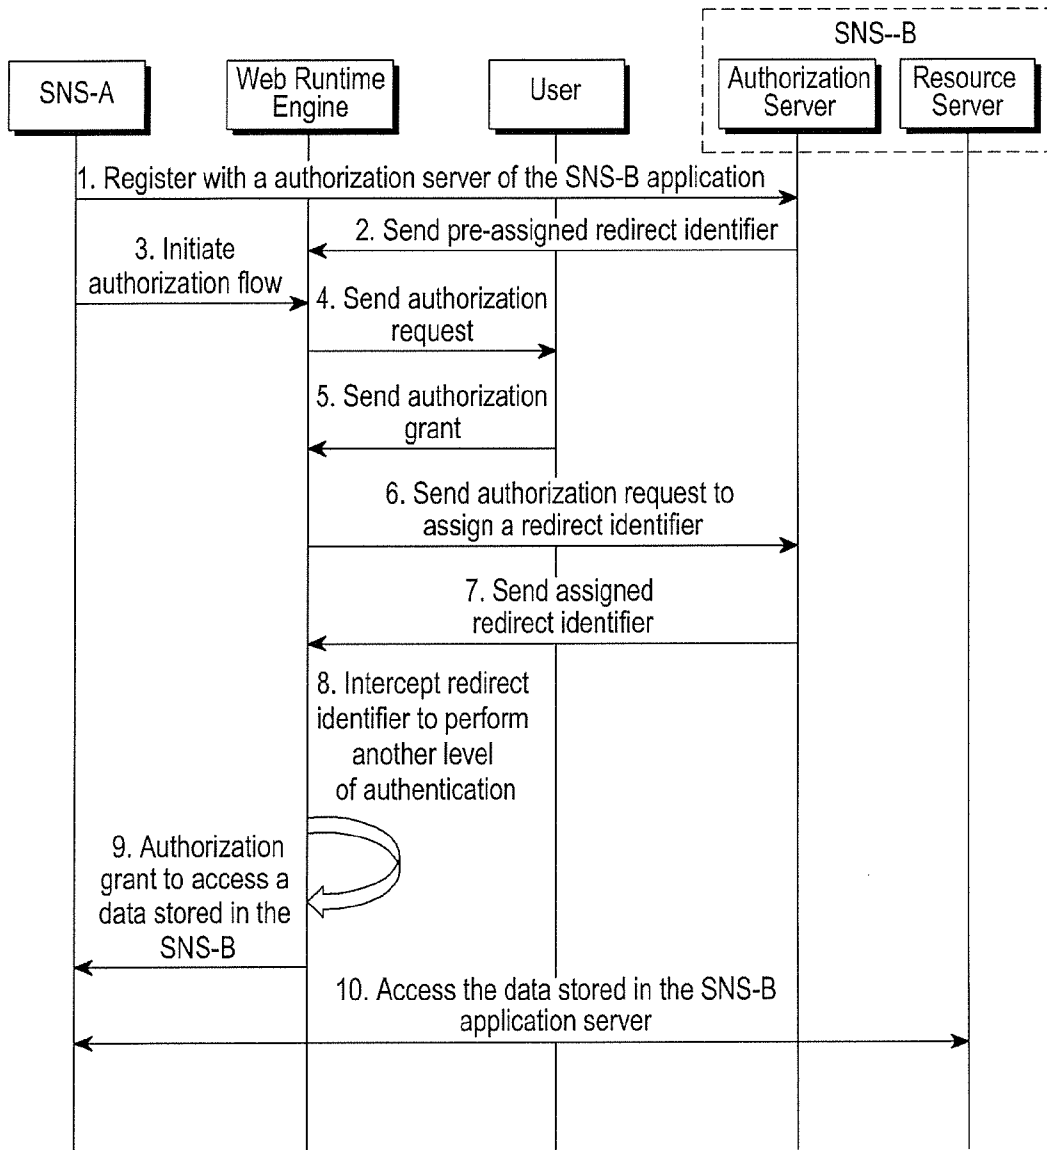 SNS--B
SNS-A
Web Runtime
Engine
User
Authorization
Server
Resource
Server
1. Register with a authorization server of the SNS-B application
2. Send pre-assigned redirect identifier
3. Initiate
authorization flow
4. Send authorization
request
5. Send authorization
grant
6. Send authorization request to
assign a redirect identifier
7. Send assigned
redirect identifier
8. Intercept redirect
identifier to perform
another level
of authentication
9. Authorization
grant to access a
data stored in the
SNS-B
10. Access the data stored in the SNS-B
application server